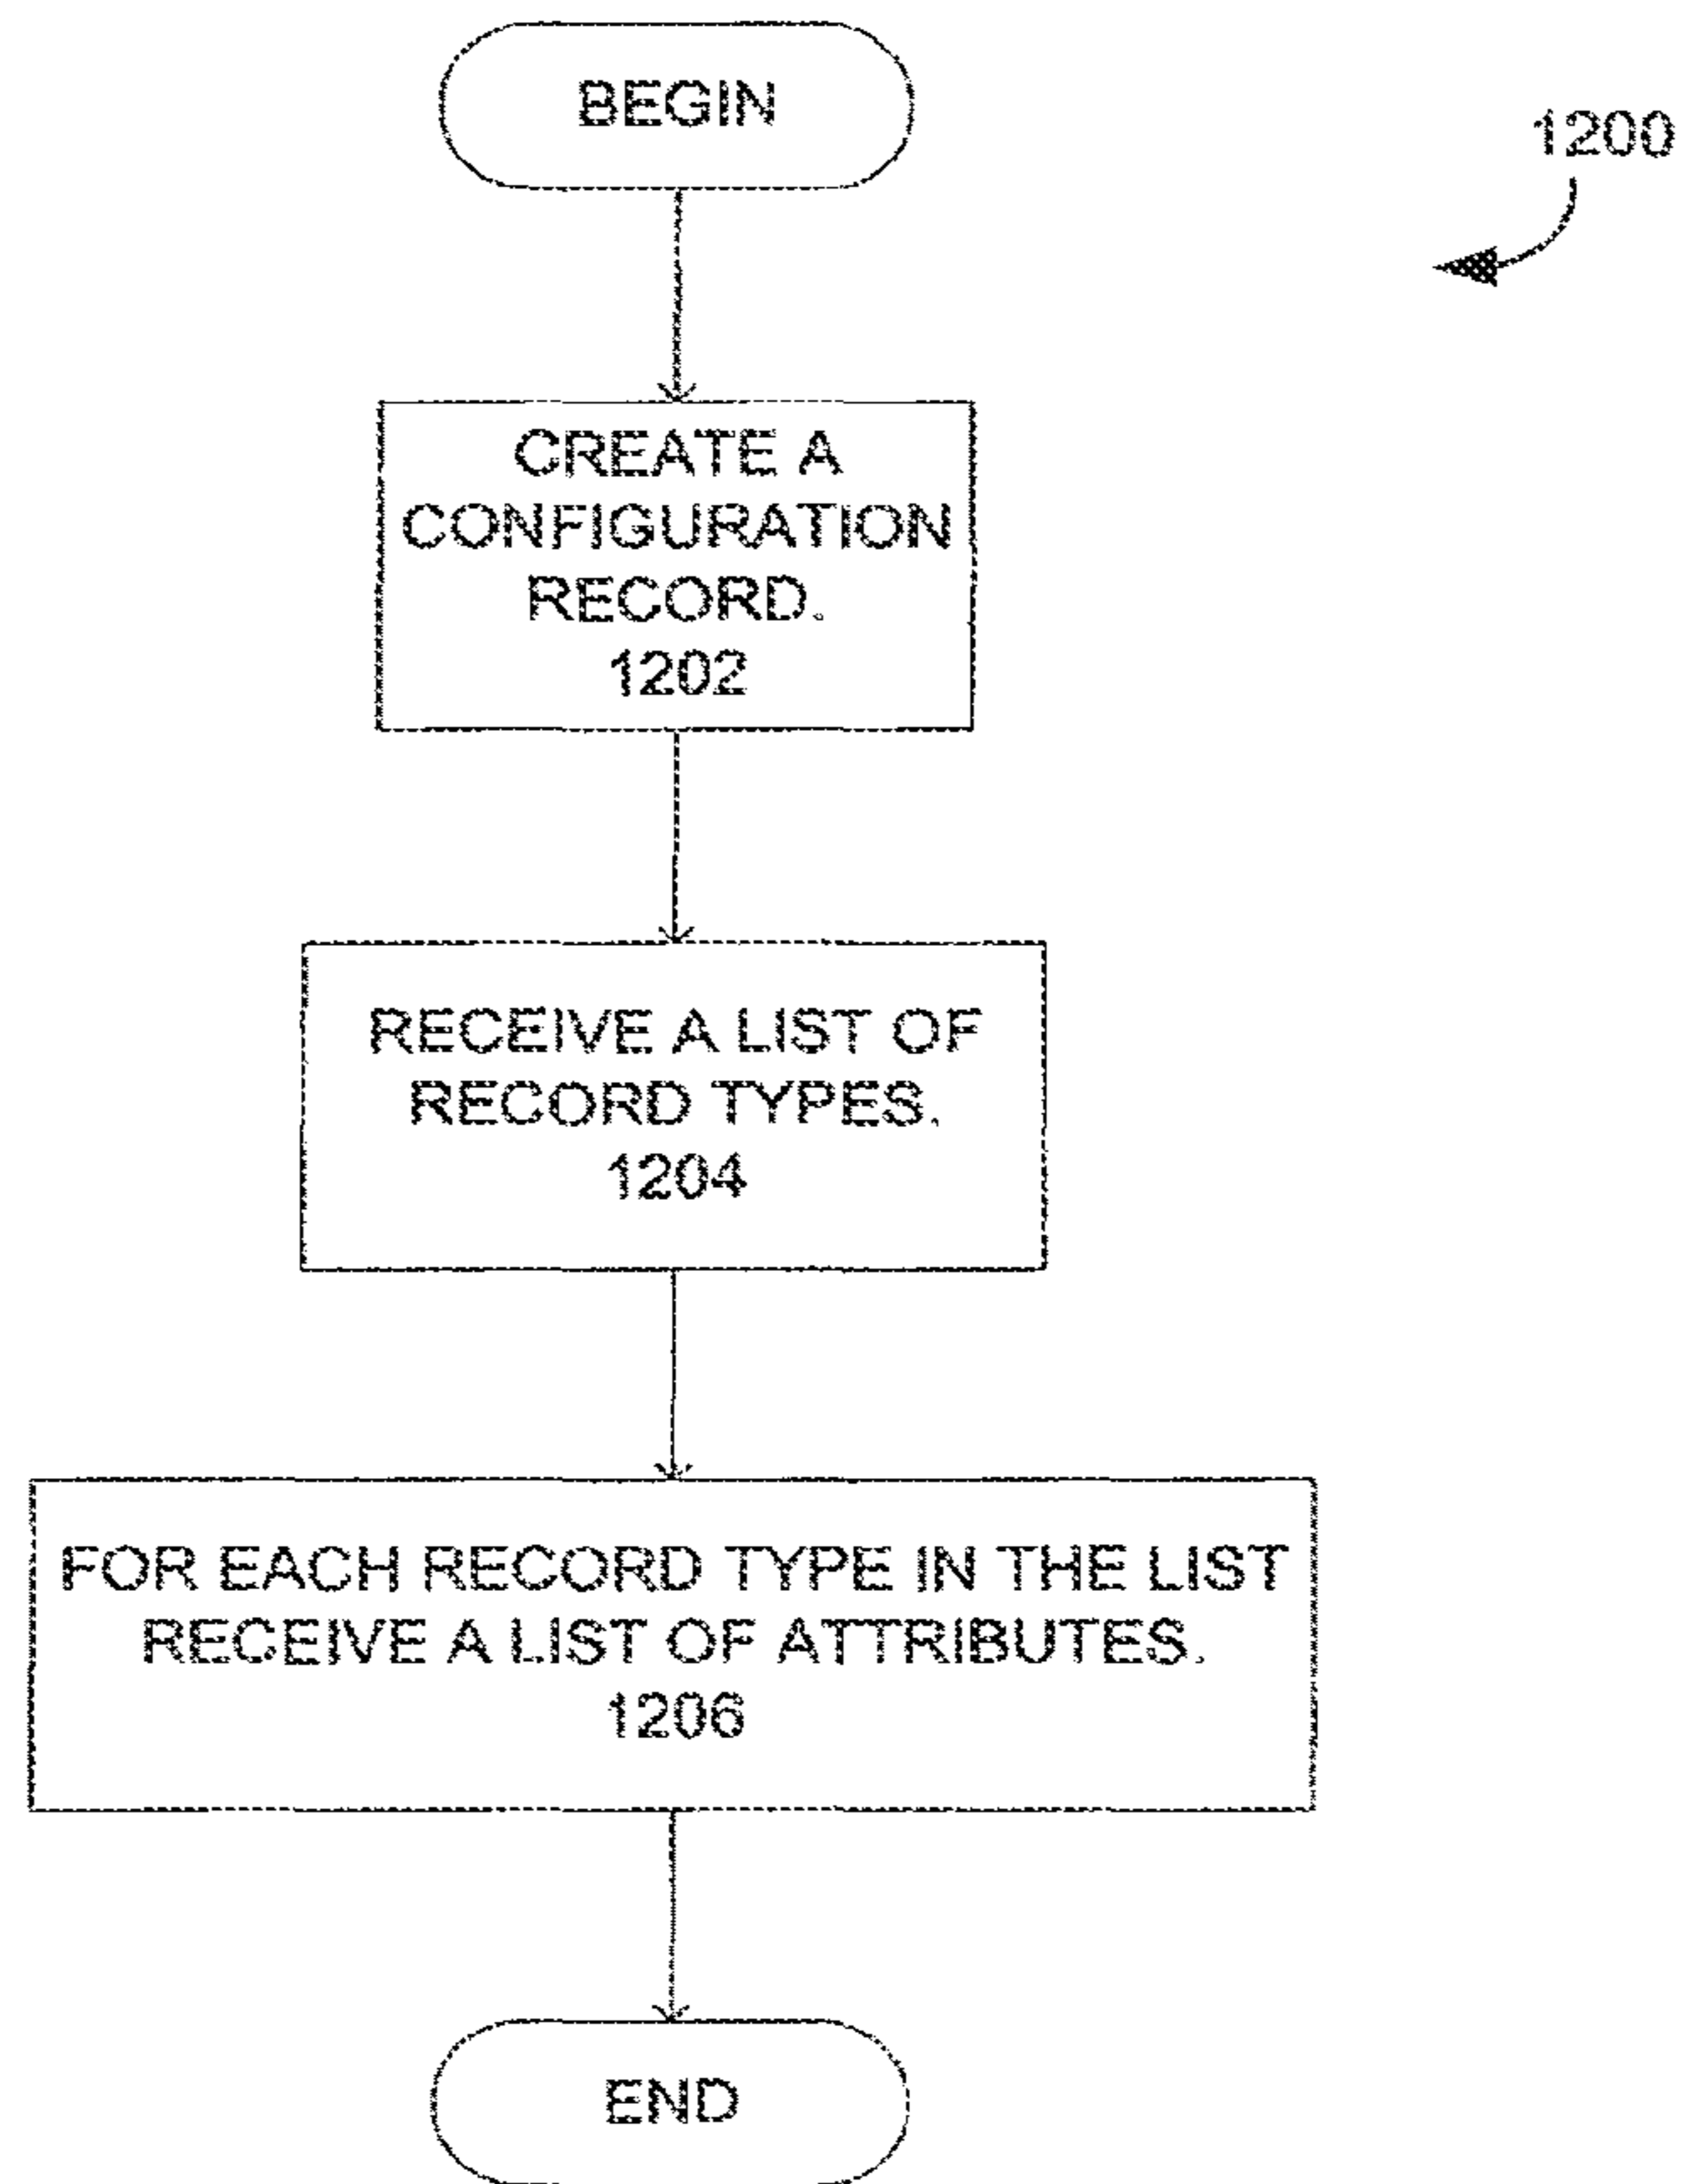 BEGIN
1200
CREATE A
CONFIGURATION
RECORD.
1202
RECEIVE A LIST OF
RECORD TYPES.
1204
FOR EACH RECORD TYPE IN THE LIST
RECEIVE A LIST OF ATTRIBUTES.
1206
END